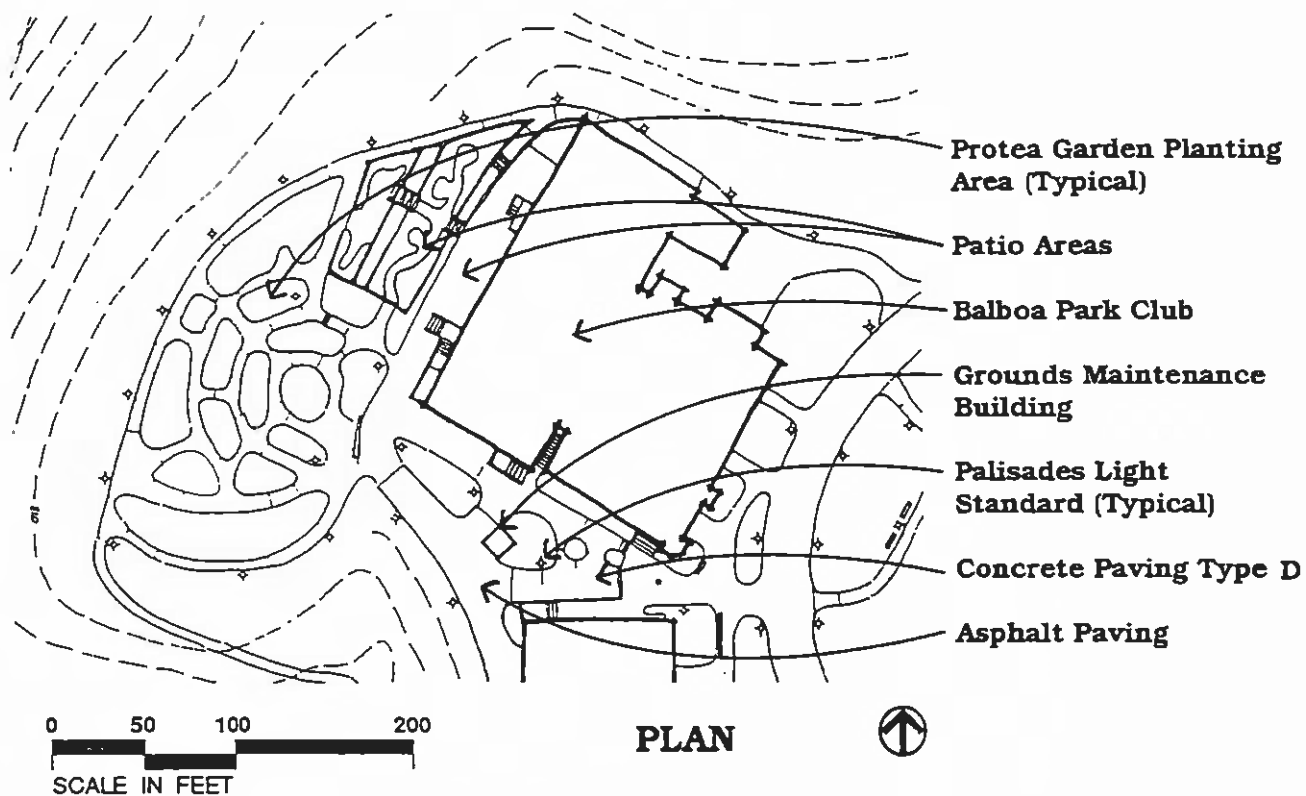 Protea Garden Planting
Area (Typical)
Patio Areas
Balboa Park Club
Grounds Maintenance
Building
Palisades Light
Standard (Typical)
Concrete Paving Type D
Asphalt Paving
0 50 100 200
SCALE IN FEET
PLAN